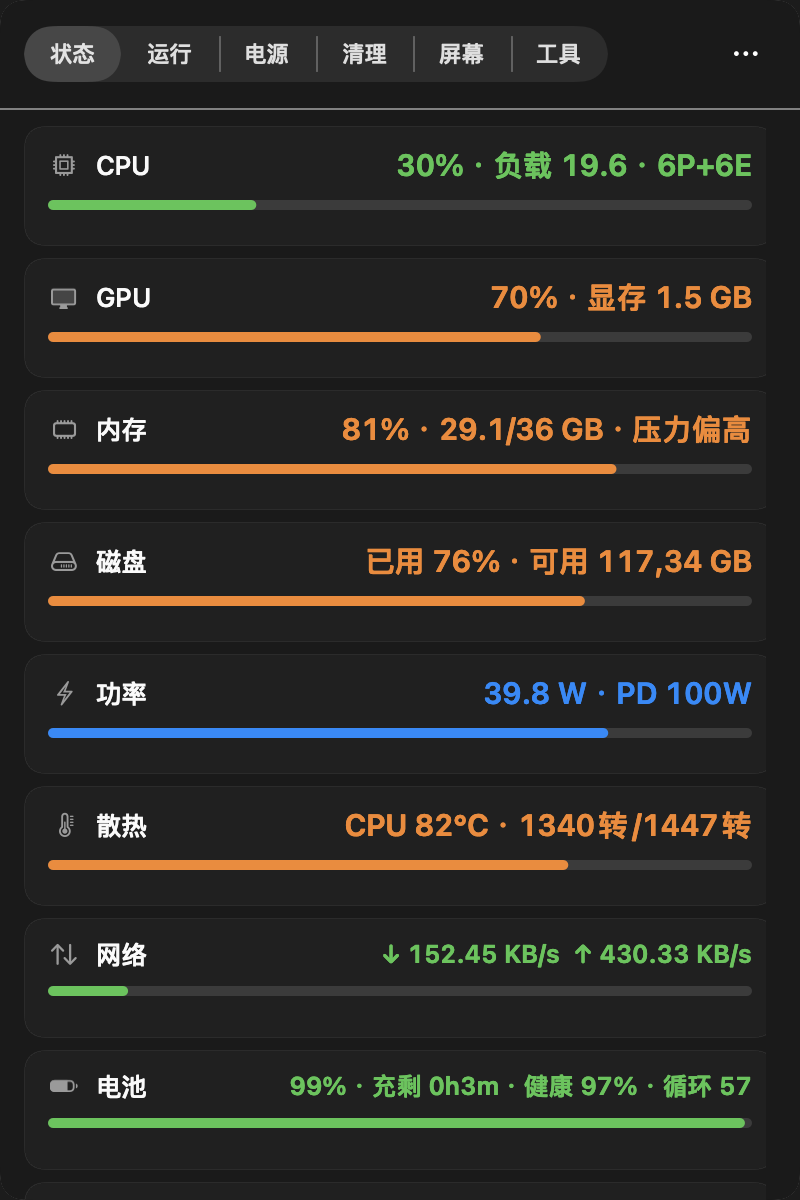 状态 运行 电源 清理 屏幕 工具 ···
CPU 30% · 负载 19.6 · 6P+6E
GPU 70% · 显存 1.5 GB
内存 81% · 29.1/36 GB · 压力偏高
磁盘 已用 76% · 可用 117,34 GB
功率 39.8 W · PD 100W
散热 CPU 82°C · 1340转/1447转
网络 ↓ 152.45 KB/s ↑ 430.33 KB/s
电池 99% · 充剩 0h3m · 健康 97% · 循环 57